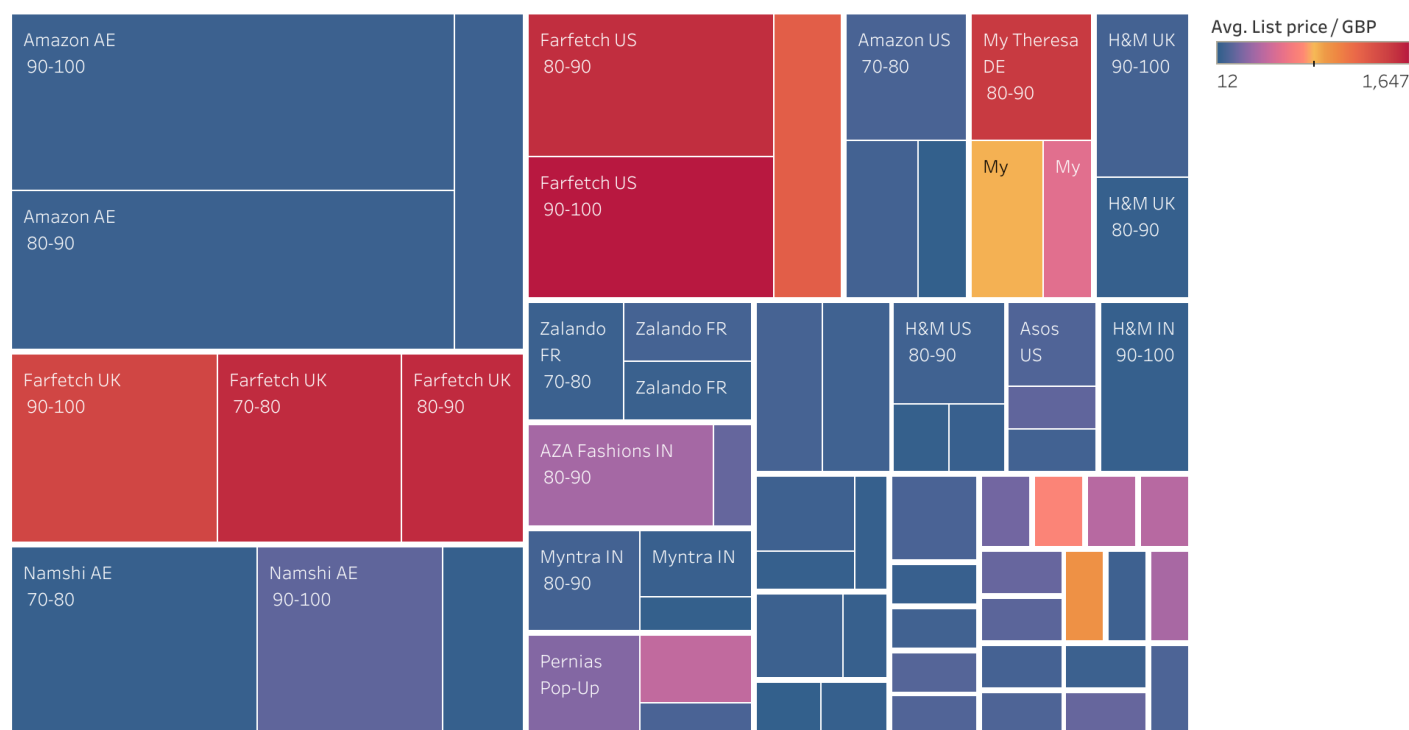 Amazon AE
90-100
Amazon AE
80-90
Farfetch UK
90-100
Farfetch UK
70-80
Farfetch UK
80-90
Namshi AE
70-80
Namshi AE
90-100
Farfetch US
80-90
Farfetch US
90-100
Amazon US
70-80
My Theresa
DE
80-90
My
My
H&M UK
90-100
H&M UK
80-90
Zalando
FR
70-80
Zalando FR
Zalando FR
AZA Fashions IN
80-90
Myntra IN
80-90
Myntra IN
Pernias
Pop-Up
H&M US
80-90
Asos
US
H&M IN
90-100
Avg. List price / GBP
12
1,647